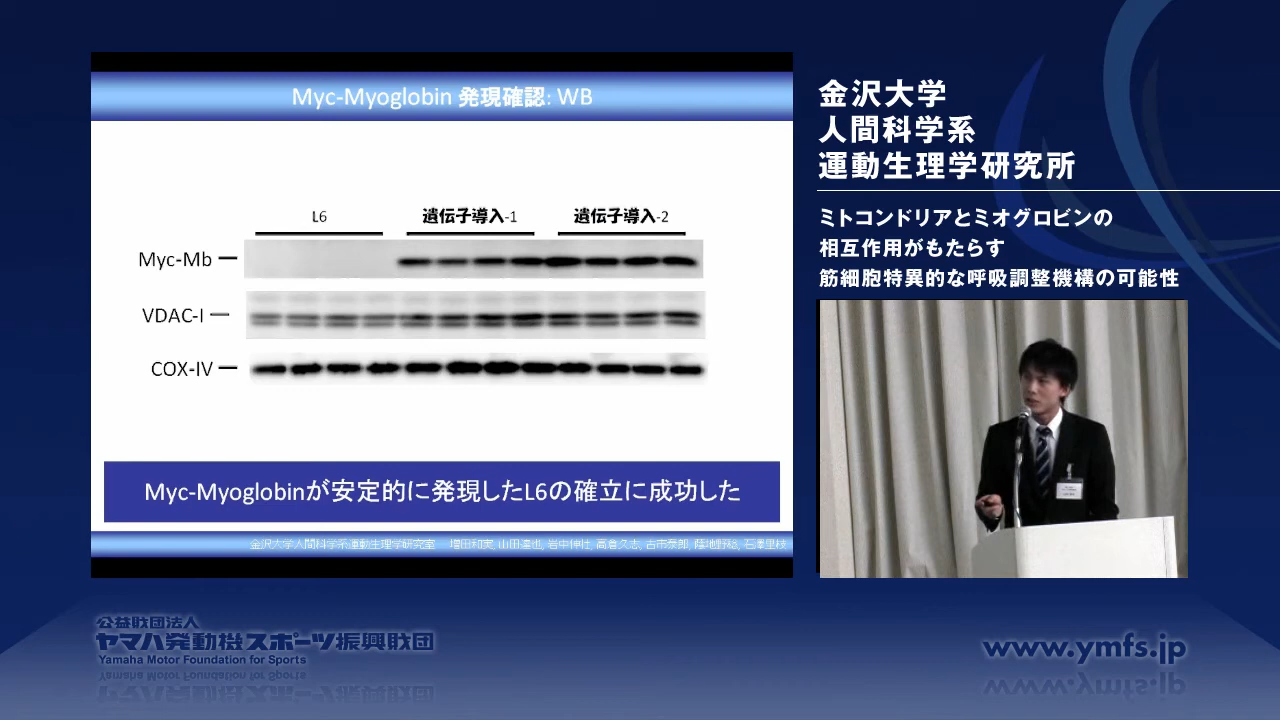 Myc-Myoglobin 発現確認: WB
L6
遺伝子導入-1
遺伝子導入-2
Myc-Mb
VDAC-I
COX-IV
Myc-Myoglobinが安定的に発現したL6の確立に成功した
金沢大学人間科学系運動生理学研究室 増田和実, 山田達也, 岩中伸壮, 高倉久志, 古市泰郎, 石澤里枝
金沢大学
人間科学系
運動生理学研究所
ミトコンドリアとミオグロビンの
相互作用がもたらす
筋細胞特異的な呼吸調整機構の可能性
公益財団法人
ヤマハ発動機スポーツ振興財団
Yamaha Motor Foundation for Sports
www.ymfs.jp